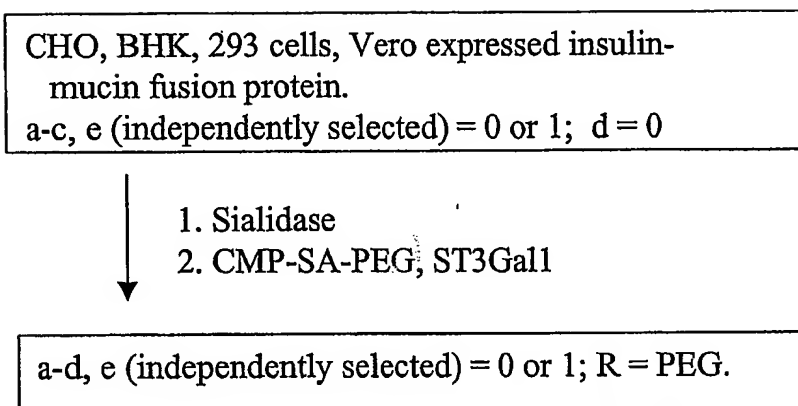 CHO, BHK, 293 cells, Vero expressed insulin-
mucin fusion protein.
a-c, e (independently selected) = 0 or 1; d = 0
1. Sialidase
2. CMP-SA-PEG, ST3Gal1
a-d, e (independently selected) = 0 or 1; R = PEG.